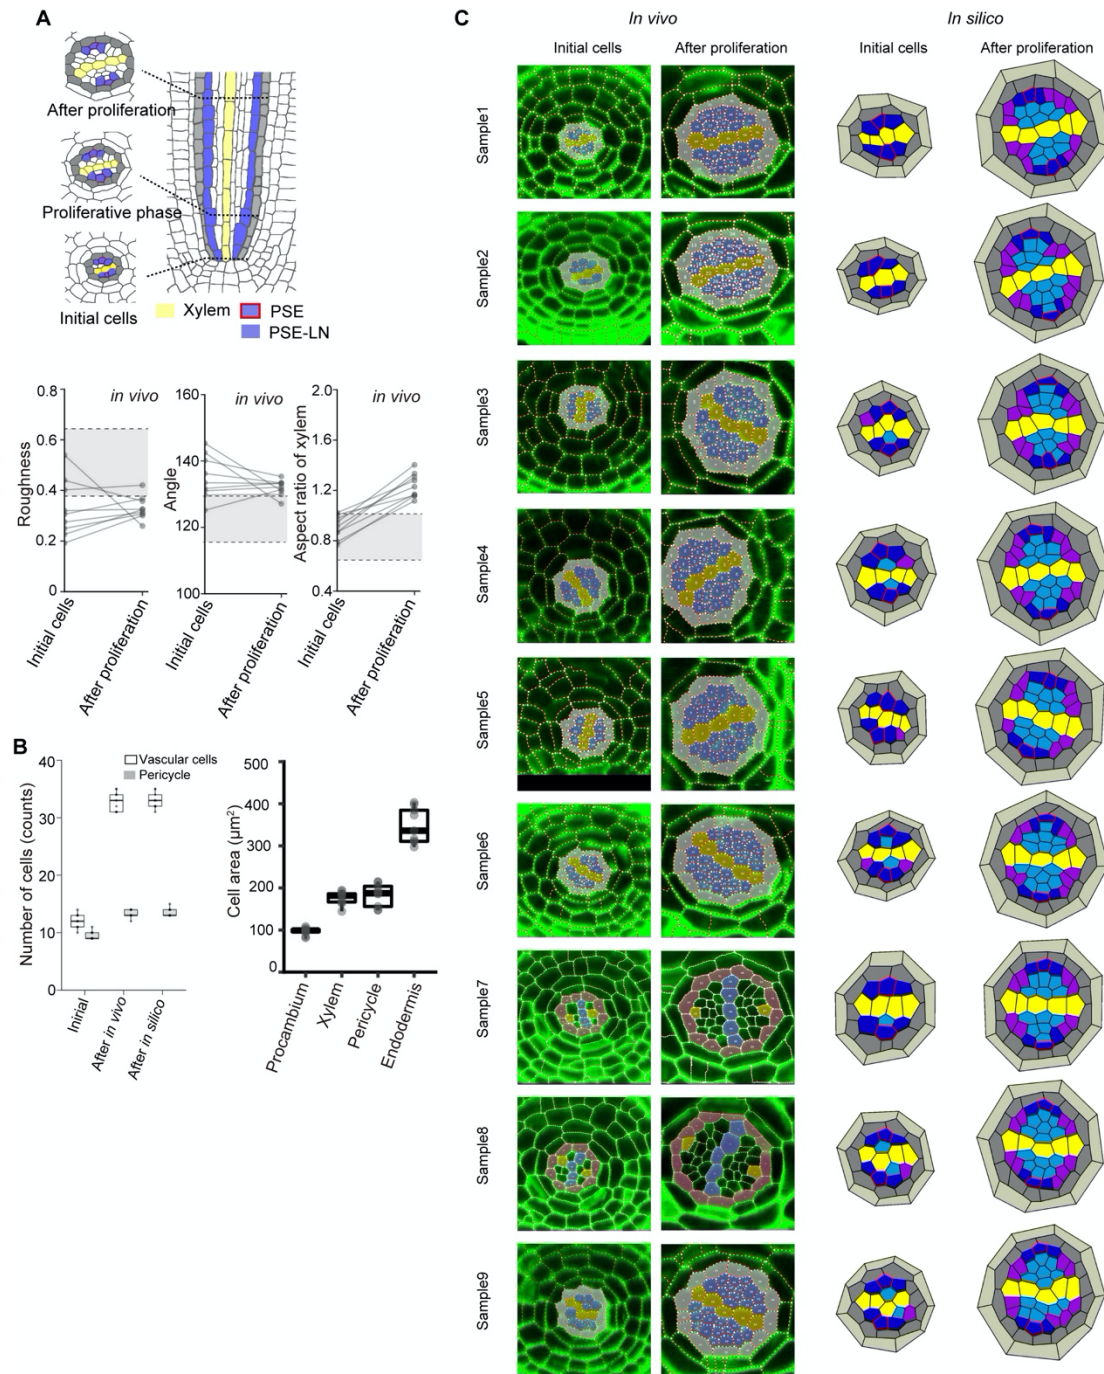 A
After proliferation
Proliferative phase
Initial cells
Xylem
PSE
PSE-LN
in vivo
in vivo
in vivo
Roughness
0.8
0.6
0.4
0.2
0
Initial cells
After proliferation
Angle
160
140
120
100
Initial cells
After proliferation
Aspect ratio of xylem
2.0
1.6
1.2
0.8
0.4
Initial cells
After proliferation
B
Number of cells (counts)
40
30
20
10
0
Vascular cells
Pericycle
Inirial
After in vivo
After in silico
Cell area (µm²)
500
400
300
200
100
0
Procambium
Xylem
Pericycle
Endodermis
C
In vivo
In silico
Initial cells
After proliferation
Initial cells
After proliferation
Sample1
Sample2
Sample3
Sample4
Sample5
Sample6
Sample7
Sample8
Sample9